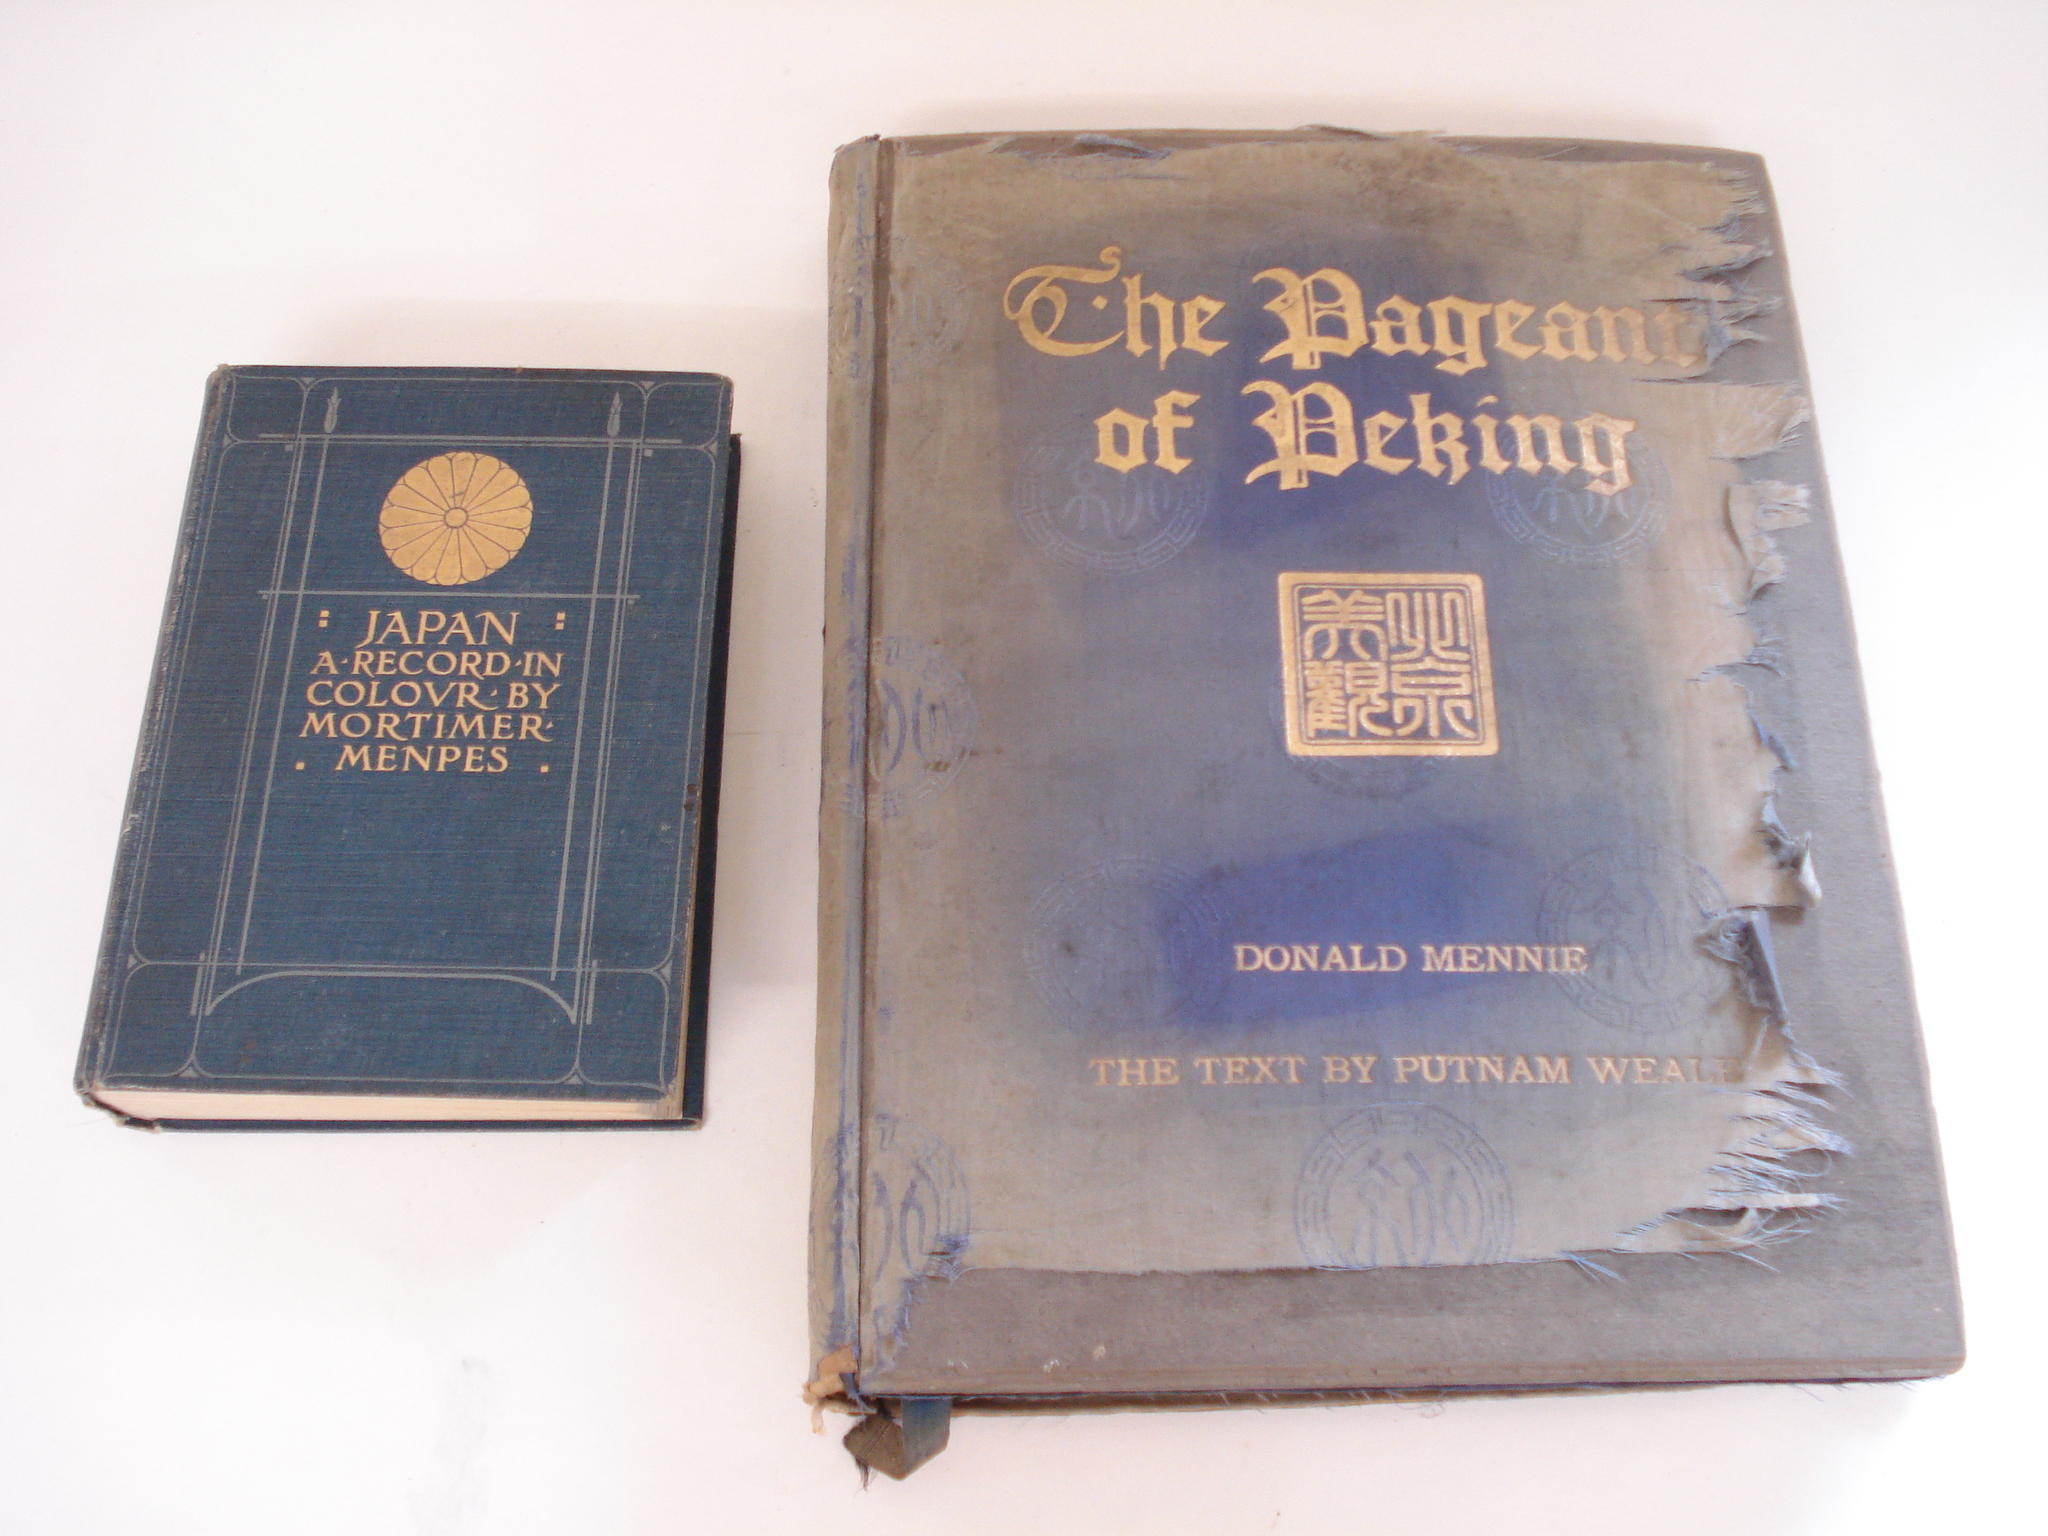 JAPAN
A·RECORD·IN
COLOVR·BY
MORTIMER·
MENPES
The Pageant
of Peking
北京
美觀
DONALD MENNIE
THE TEXT BY PUTNAM WEALE